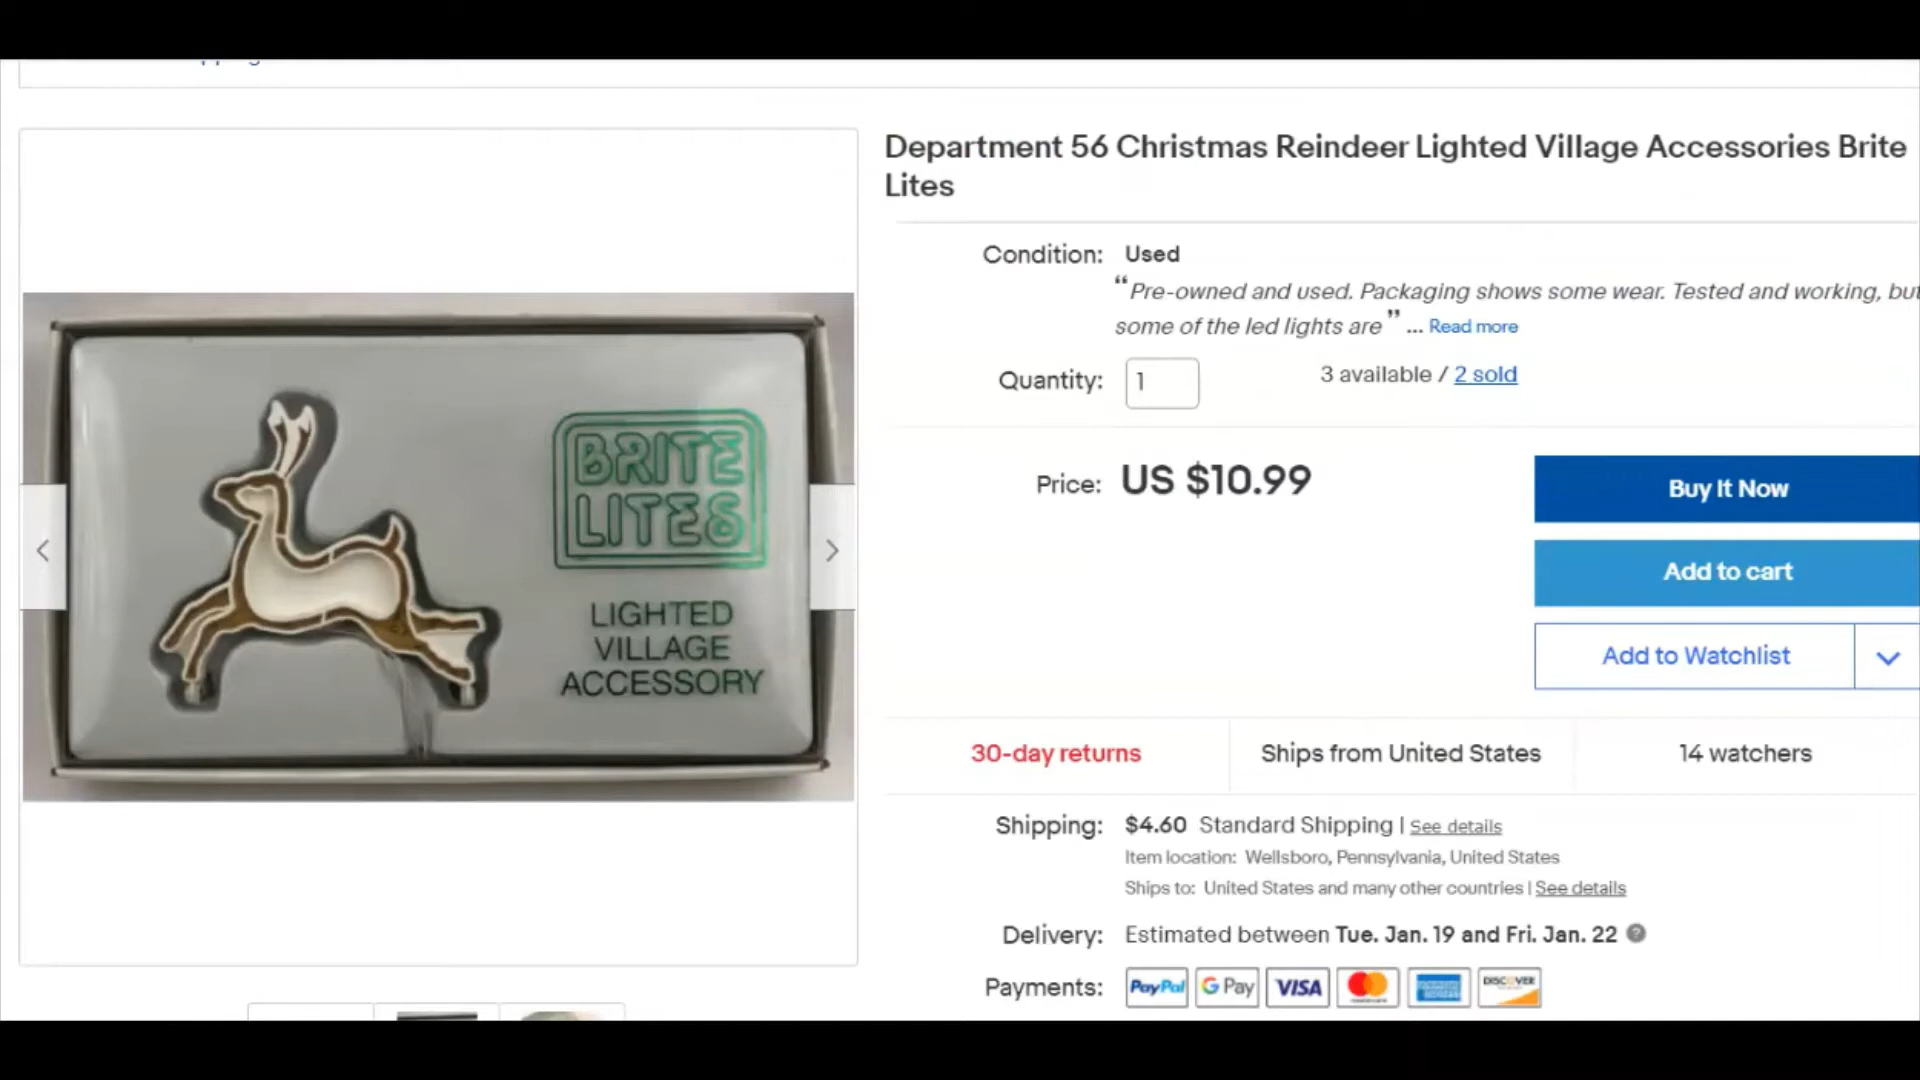 Department 56 Christmas Reindeer Lighted Village Accessories Brite
Lites
Condition: Used
“Pre-owned and used. Packaging shows some wear. Tested and working, but
some of the led lights are” ... Read more
Quantity: 1 3 available / 2 sold
Price: US $10.99
Buy It Now
Add to cart
Add to Watchlist
30-day returns Ships from United States 14 watchers
Shipping: $4.60 Standard Shipping | See details
Item location: Wellsboro, Pennsylvania, United States
Ships to: United States and many other countries | See details
Delivery: Estimated between Tue. Jan. 19 and Fri. Jan. 22
Payments: PayPal G Pay VISA mastercard AMERICAN EXPRESS DISCOVER
BRITE
LITES
LIGHTED
VILLAGE
ACCESSORY